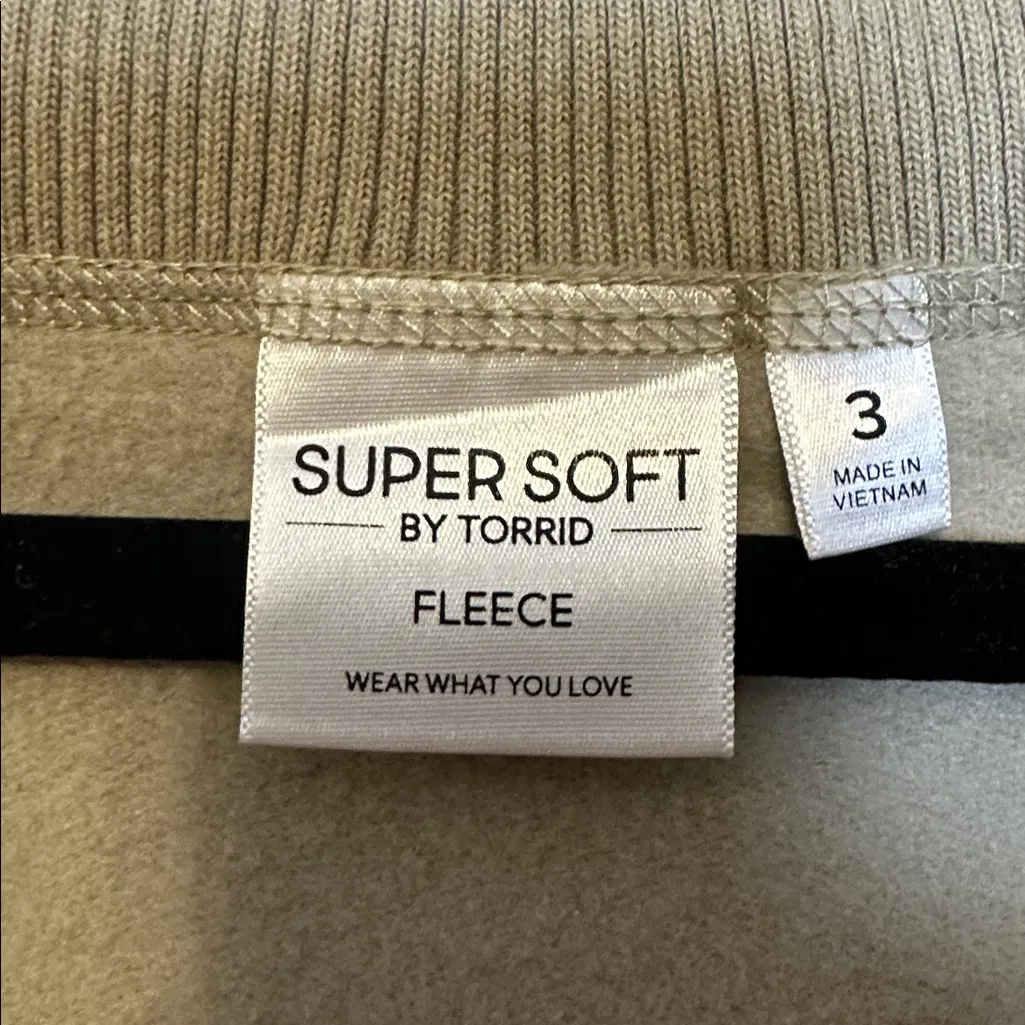 SUPER SOFT
BY TORRID
FLEECE
WEAR WHAT YOU LOVE
3
MADE IN
VIETNAM